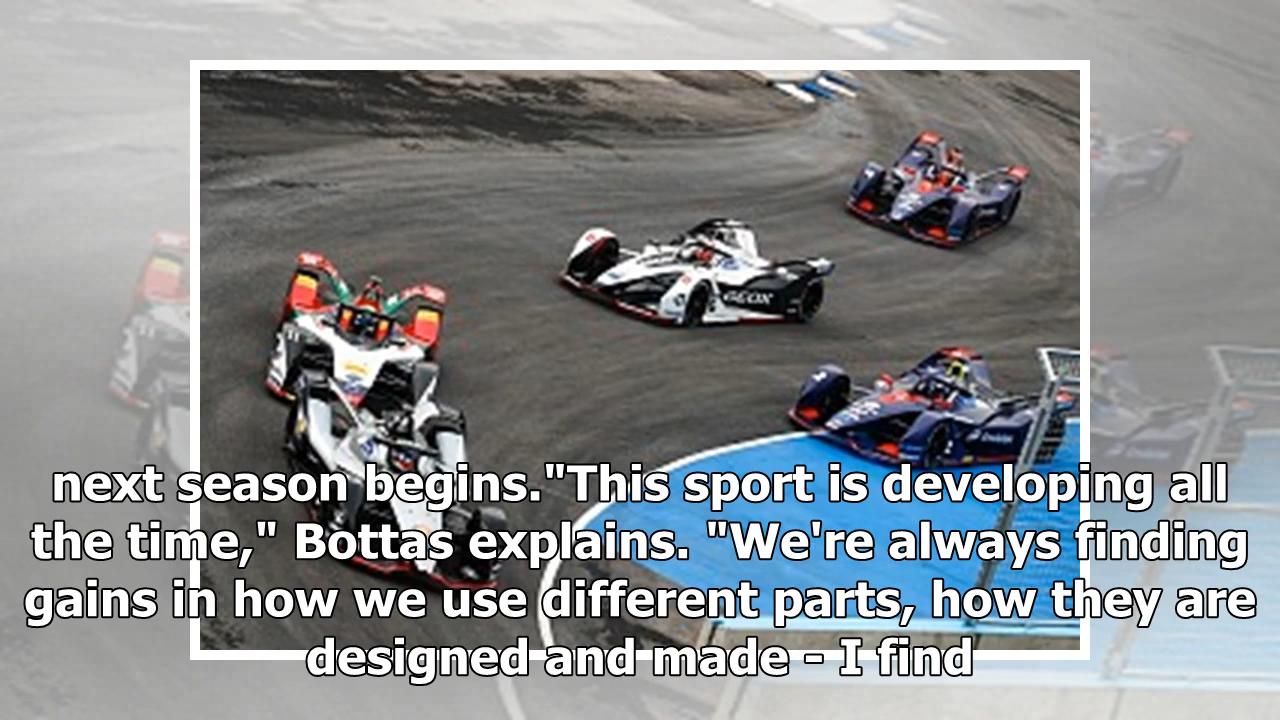 GEOX
next season begins."This sport is developing all
the time," Bottas explains. "We're always finding
gains in how we use different parts, how they are
designed and made - I find